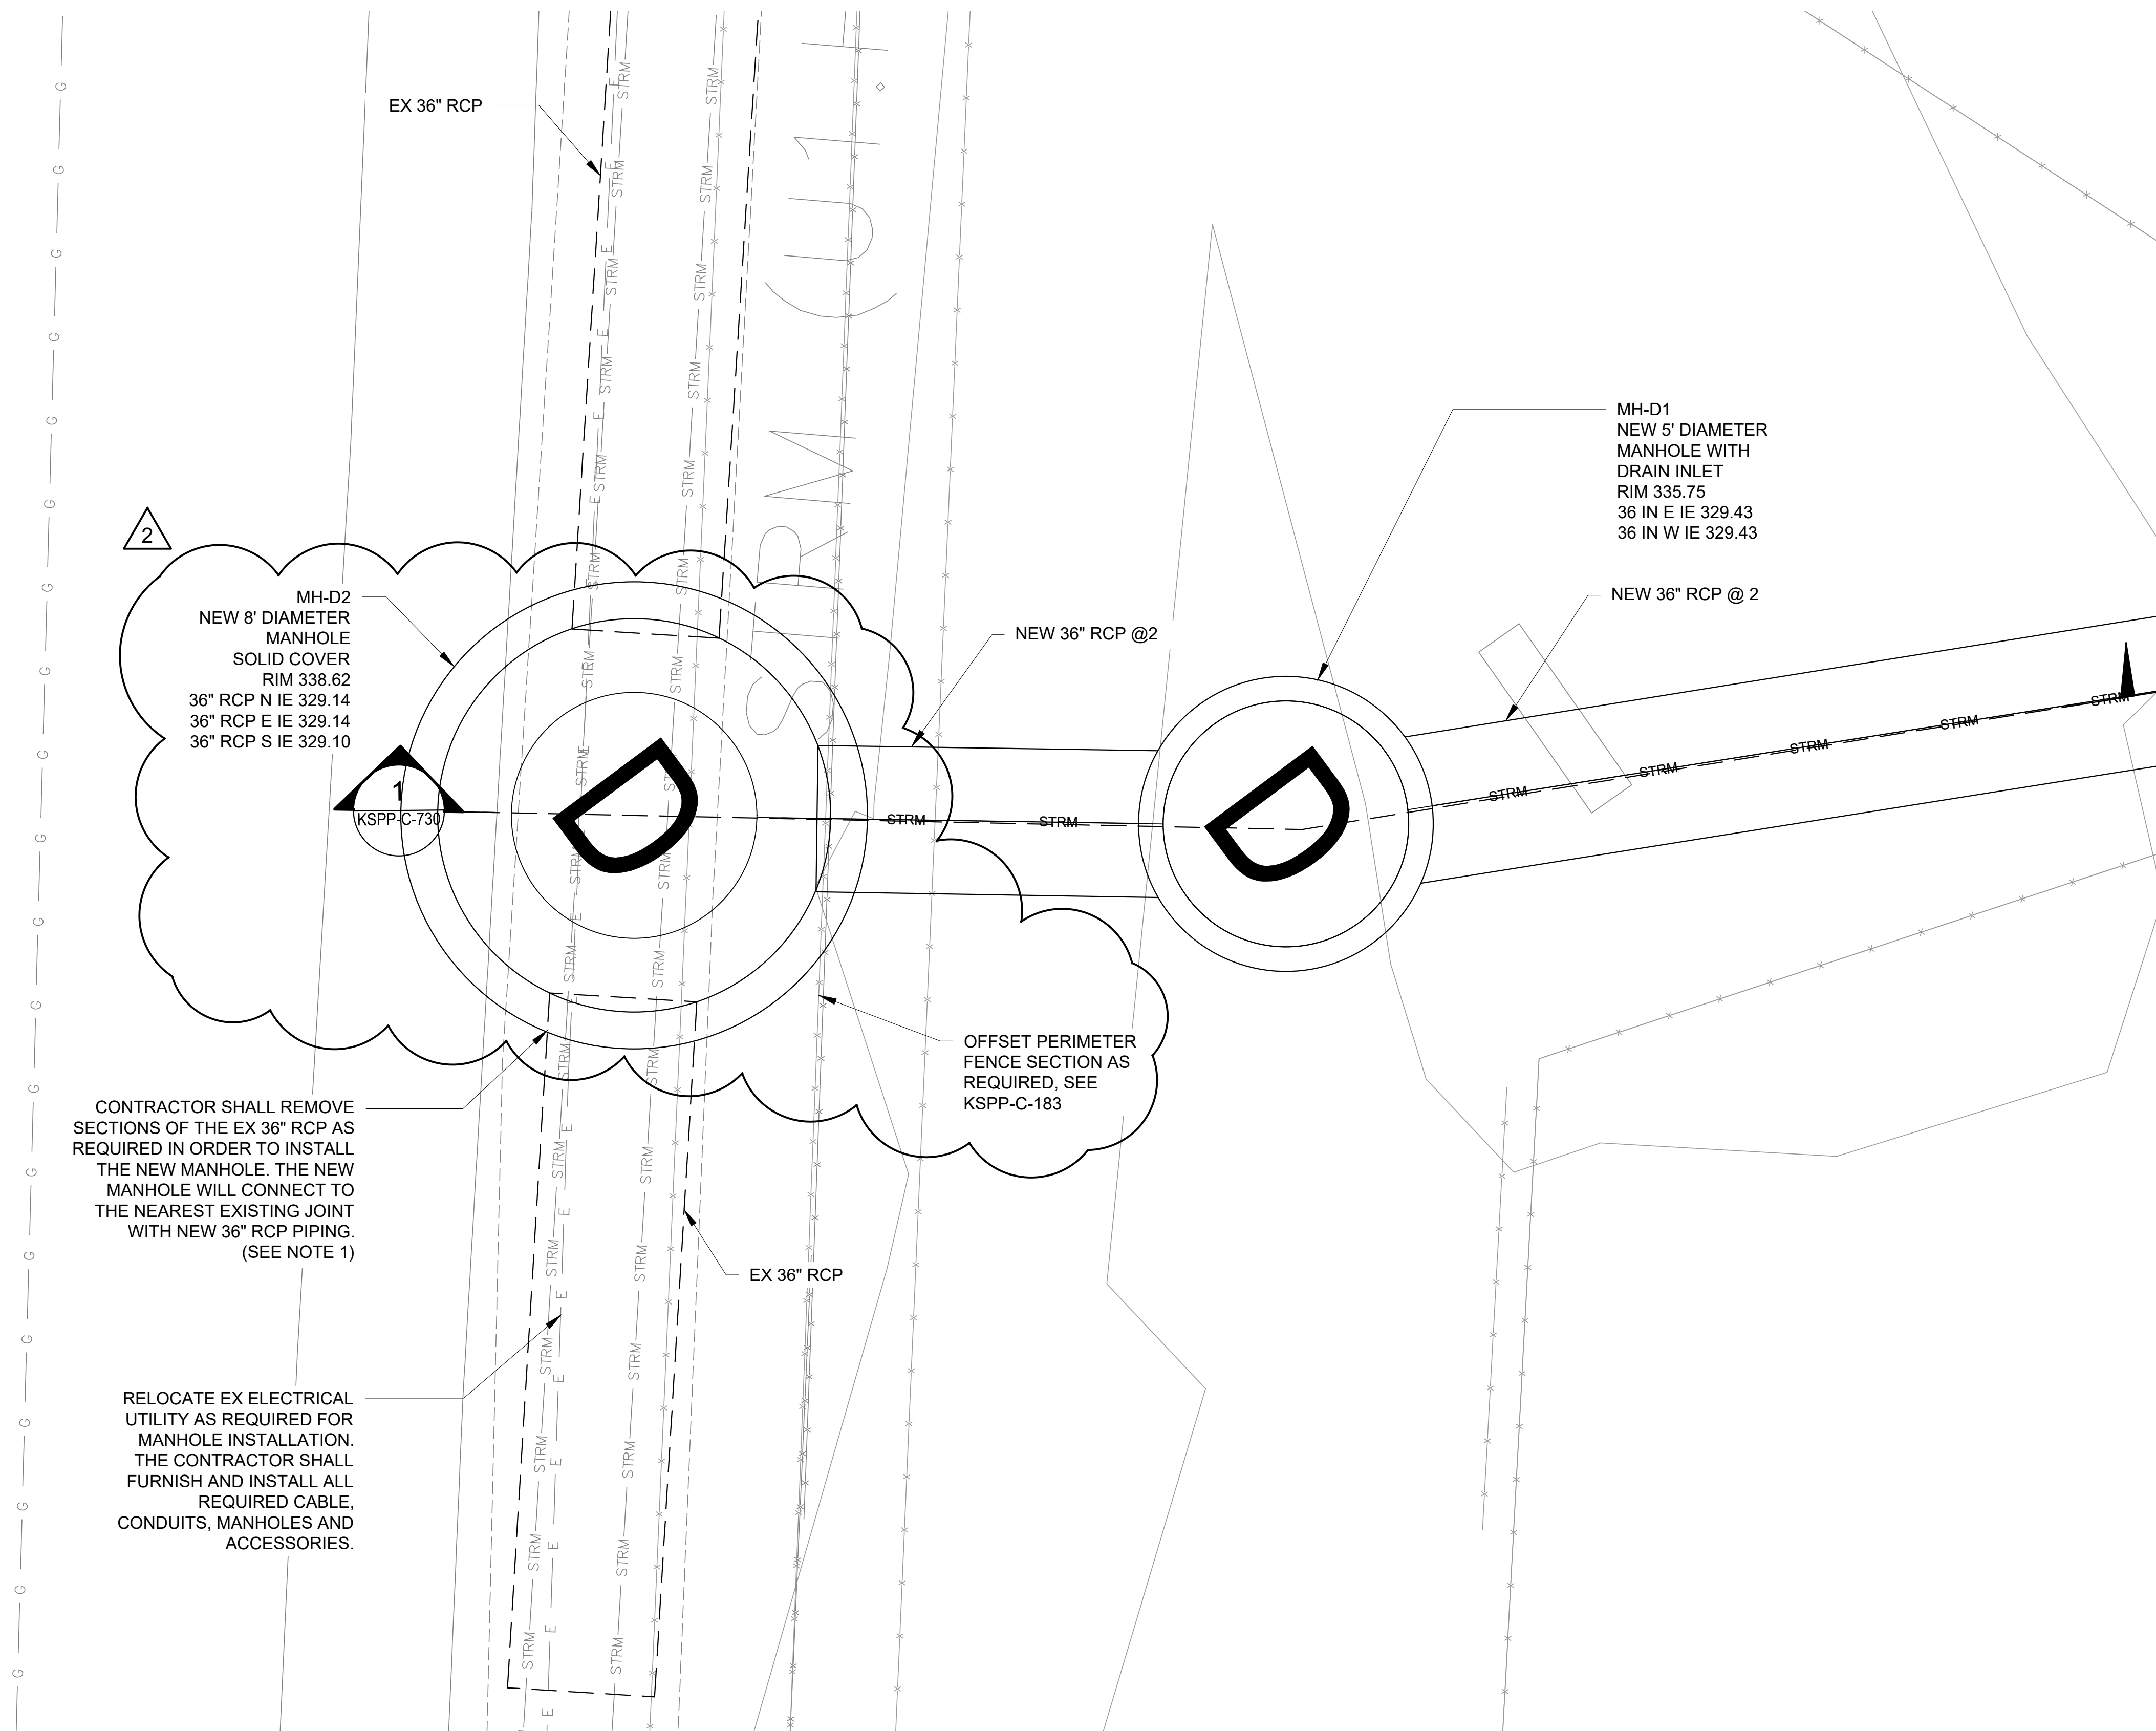 EX 36" RCP
MH-D1
NEW 5' DIAMETER
MANHOLE WITH
DRAIN INLET
RIM 335.75
36 IN E IE 329.43
36 IN W IE 329.43
2
MH-D2
NEW 8' DIAMETER
MANHOLE
SOLID COVER
RIM 338.62
36" RCP N IE 329.14
36" RCP E IE 329.14
36" RCP S IE 329.10
NEW 36" RCP @2
NEW 36" RCP @ 2
1
KSPP-C-730
D
D
STRM
STRM
STRM
STRM
STRM
STRM
STRM
OFFSET PERIMETER
FENCE SECTION AS
REQUIRED, SEE
KSPP-C-183
CONTRACTOR SHALL REMOVE
SECTIONS OF THE EX 36" RCP AS
REQUIRED IN ORDER TO INSTALL
THE NEW MANHOLE. THE NEW
MANHOLE WILL CONNECT TO
THE NEAREST EXISTING JOINT
WITH NEW 36" RCP PIPING.
(SEE NOTE 1)
EX 36" RCP
RELOCATE EX ELECTRICAL
UTILITY AS REQUIRED FOR
MANHOLE INSTALLATION.
THE CONTRACTOR SHALL
FURNISH AND INSTALL ALL
REQUIRED CABLE,
CONDUITS, MANHOLES AND
ACCESSORIES.